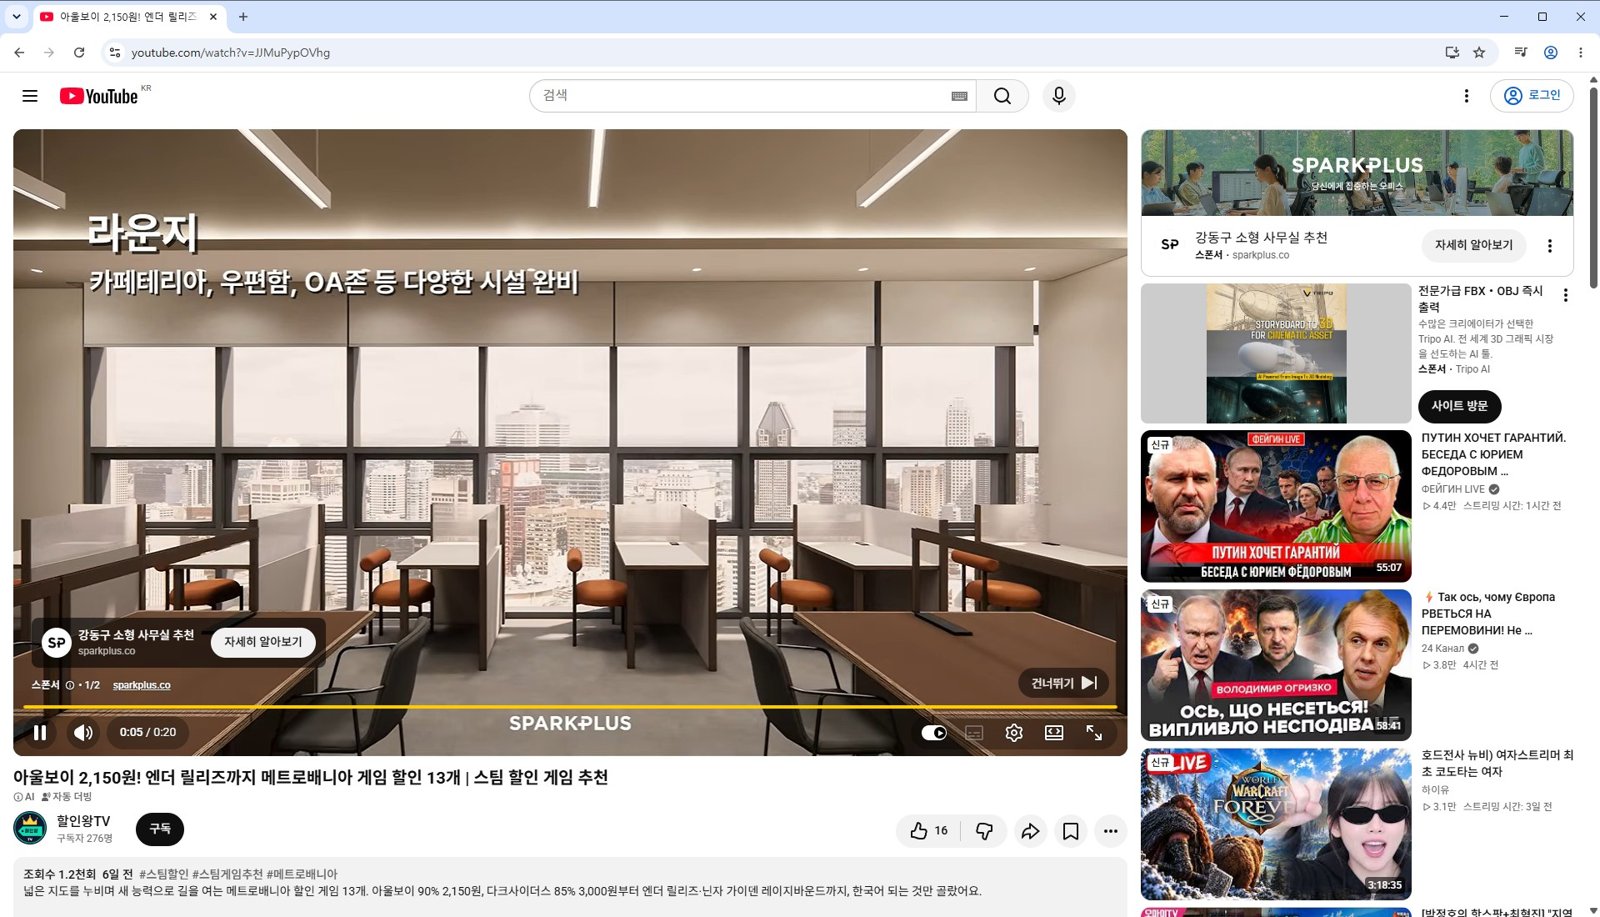 아울보이 2,150원! 엔더 릴리즈
youtube.com/watch?v=JJMuPypOVhg
YouTube KR
검색
로그인
라운지
카페테리아, 우편함, OA존 등 다양한 시설 완비
SP
강동구 소형 사무실 추천
sparkplus.co
자세히 알아보기
스폰서 · 1/2 sparkplus.co
건너뛰기
0:05 / 0:20
SPARKPLUS
아울보이 2,150원! 엔더 릴리즈까지 메트로배니아 게임 할인 13개 | 스팀 할인 게임 추천
AI 자동 더빙
할인왕TV
구독자 276명
구독
16
조회수 1.2천회 6일 전 #스팀할인 #스팀게임추천 #메트로배니아
넓은 지도를 누비며 새 능력으로 길을 여는 메트로배니아 할인 게임 13개. 아울보이 90% 2,150원, 다크사이더스 85% 3,000원부터 엔더 릴리즈·닌자 가이덴 레이지바운드까지, 한국어 되는 것만 골랐어요.
SPARKPLUS
당신에게 집중하는 오피스
SP
강동구 소형 사무실 추천
스폰서 · sparkplus.co
자세히 알아보기
TRIPO
STORYBOARD TO 3D
FOR CINEMATIC ASSET
전문가급 FBX • OBJ 즉시
출력
수많은 크리에이터가 선택한
Tripo AI. 전 세계 3D 그래픽 시장
을 선도하는 AI 툴.
스폰서 · Tripo AI
사이트 방문
신규
ФЕЙГИН LIVE
ПУТИН ХОЧЕТ ГАРАНТИЙ
БЕСЕДА С ЮРИЕМ ФЁДОРОВЫМ
55:07
ПУТИН ХОЧЕТ ГАРАНТИЙ.
БЕСЕДА С ЮРИЕМ
ФЕДОРОВЫМ ...
ФЕЙГИН LIVE
4.4만 스트리밍 시간: 1시간 전
신규
ВОЛОДИМИР ОГРИЗКО
ОСЬ, ЩО НЕСЕТЬСЯ!
ВИПЛИВЛО НЕСПОДІВАНЕ
58:41
⚡ Так ось, чому Європа
РВЕТЬСЯ НА
ПЕРЕМОВИНИ! Не ...
24 Канал
3.8만 4시간 전
신규
LIVE
WORLD
WARCRAFT
FOREVE
3:18:35
호드전사 뉴비) 여자스트리머 최
초 코도타는 여자
하이유
3.1만 스트리밍 시간: 3일 전
[박정호의 핫스팟+최형진] "지역